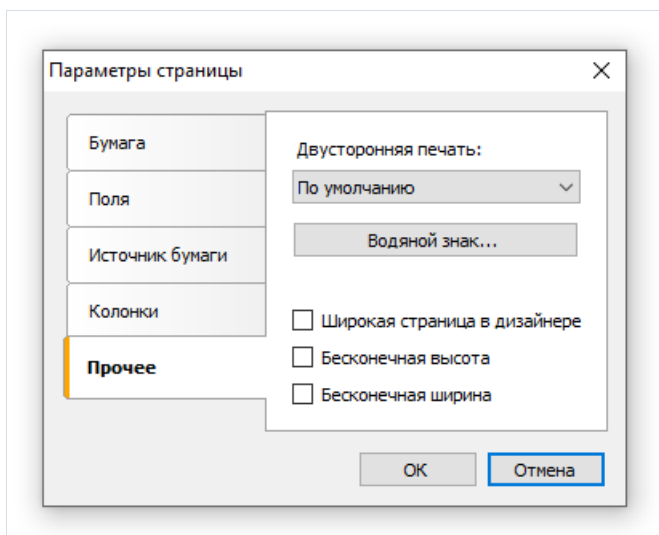 Параметры страницы
Бумага
Поля
Источник бумаги
Колонки
Прочее
Двусторонняя печать:
По умолчанию
Водяной знак...
Широкая страница в дизайнере
Бесконечная высота
Бесконечная ширина
OK
Отмена